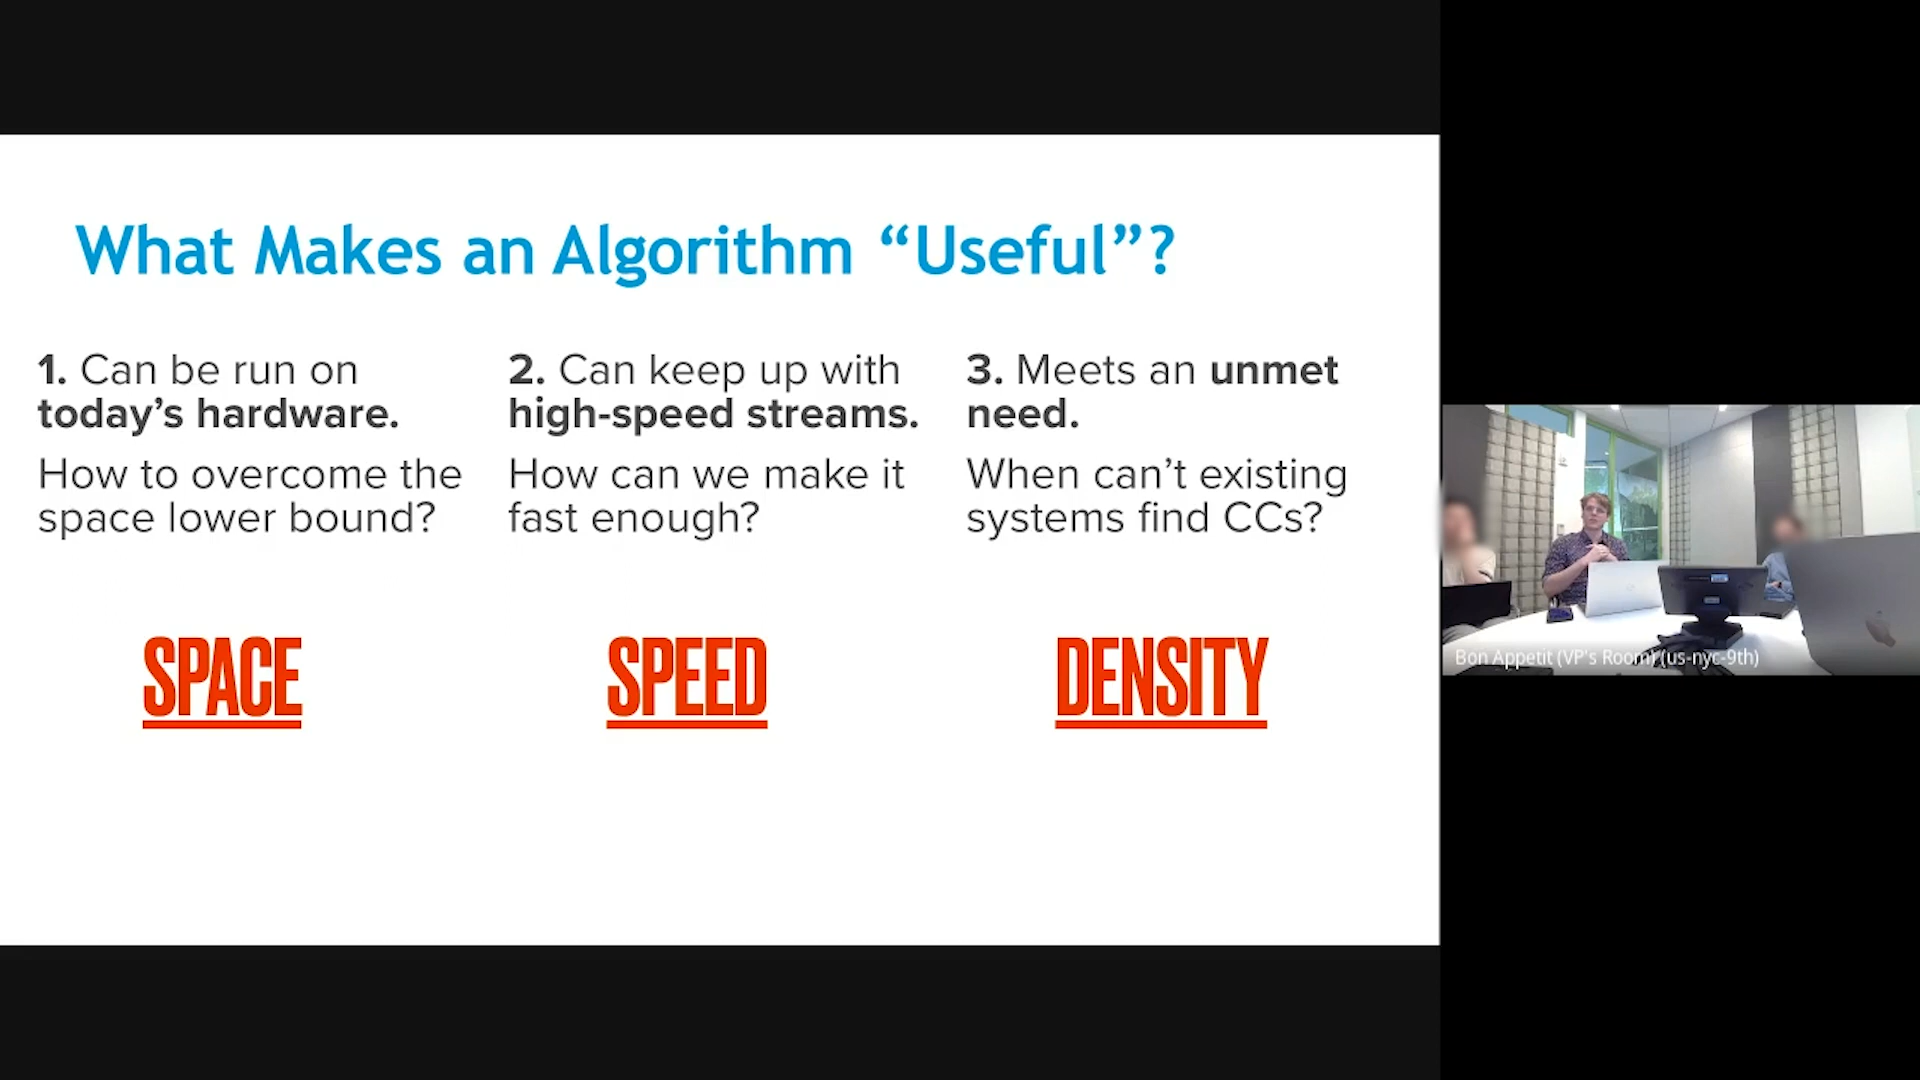 What Makes an Algorithm “Useful”?
1. Can be run on
today’s hardware.
How to overcome the
space lower bound?
SPACE
2. Can keep up with
high-speed streams.
How can we make it
fast enough?
SPEED
3. Meets an unmet
need.
When can’t existing
systems find CCs?
DENSITY
Bon Appetit (VP's Room) (us-nyc-9th)